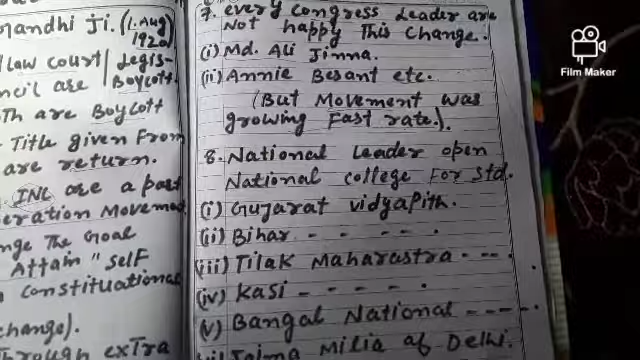 Gandhi Ji. (1. Aug 1920)
Law court / Legis-
ncil are Boycott.
Th are Boycott
Title given From
are return.
INC are a part
eration Movement
nge The Goal
Attain "Self
constituational
change).
Through exTra
7. Every Congress Leader are
Not happy This change.
(i) Md. Ali Jinna.
(ii) Annie Besant etc.
(But Movement was
growing Fast rate.).
8. National Leader open
National college For Std.
(i) Gujarat vidyapith.
(ii) Bihar - - - - - .
(iii) Tilak Maharastra - - - .
(iv) Kasi - - - - - .
(v) Bangal National - - - - -
Jaima Milia of Delhi.
Film Maker